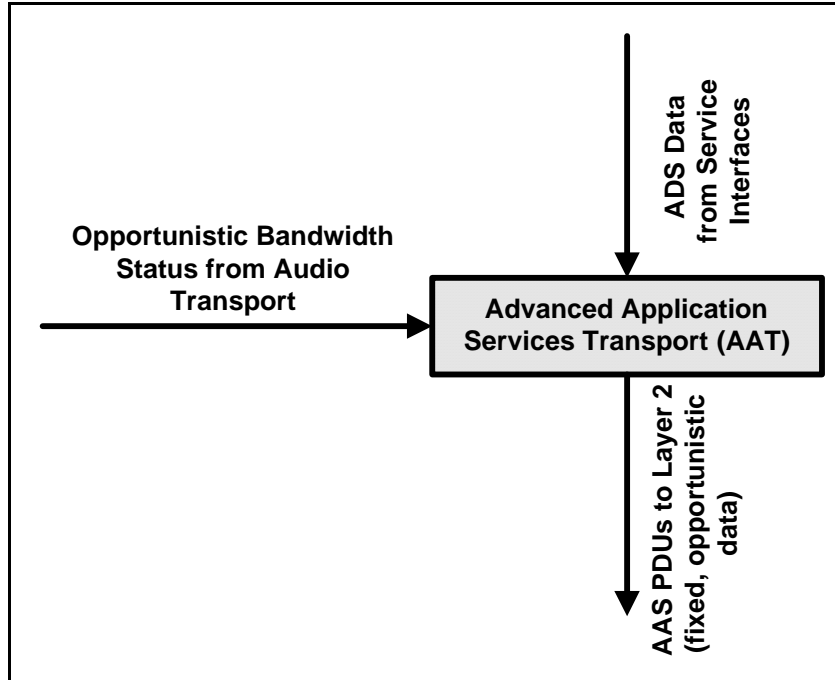 ADS Data
from Service
Interfaces
Opportunistic Bandwidth
Status from Audio
Transport
Advanced Application
Services Transport (AAT)
AAS PDUs to Layer 2
(fixed, opportunistic
data)